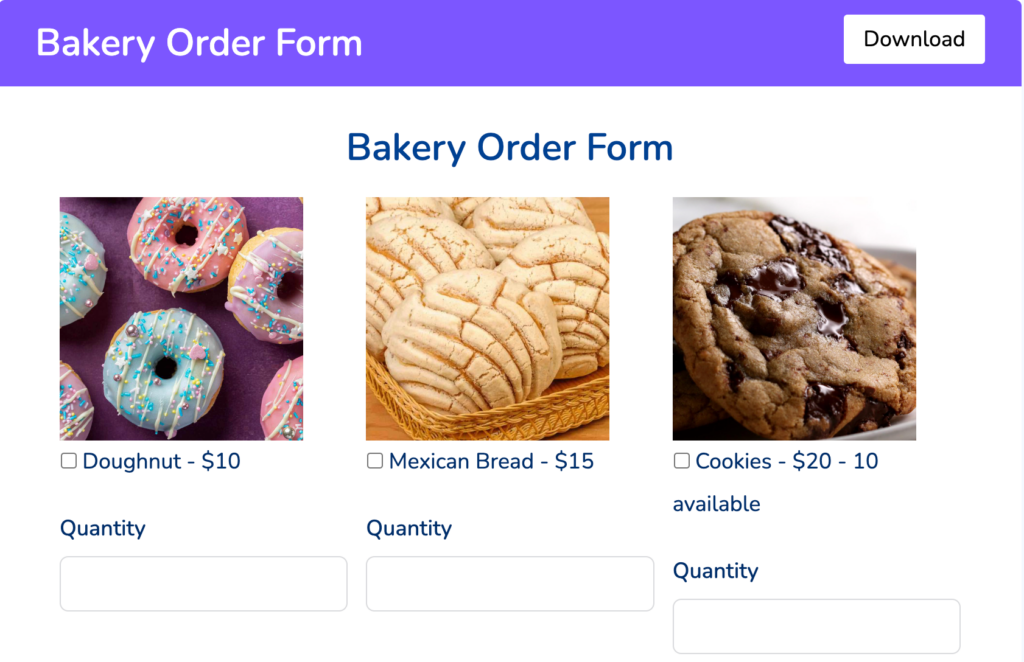 Bakery Order Form
Download
Bakery Order Form
Doughnut - $10
Mexican Bread - $15
Cookies - $20 - 10
available
Quantity
Quantity
Quantity